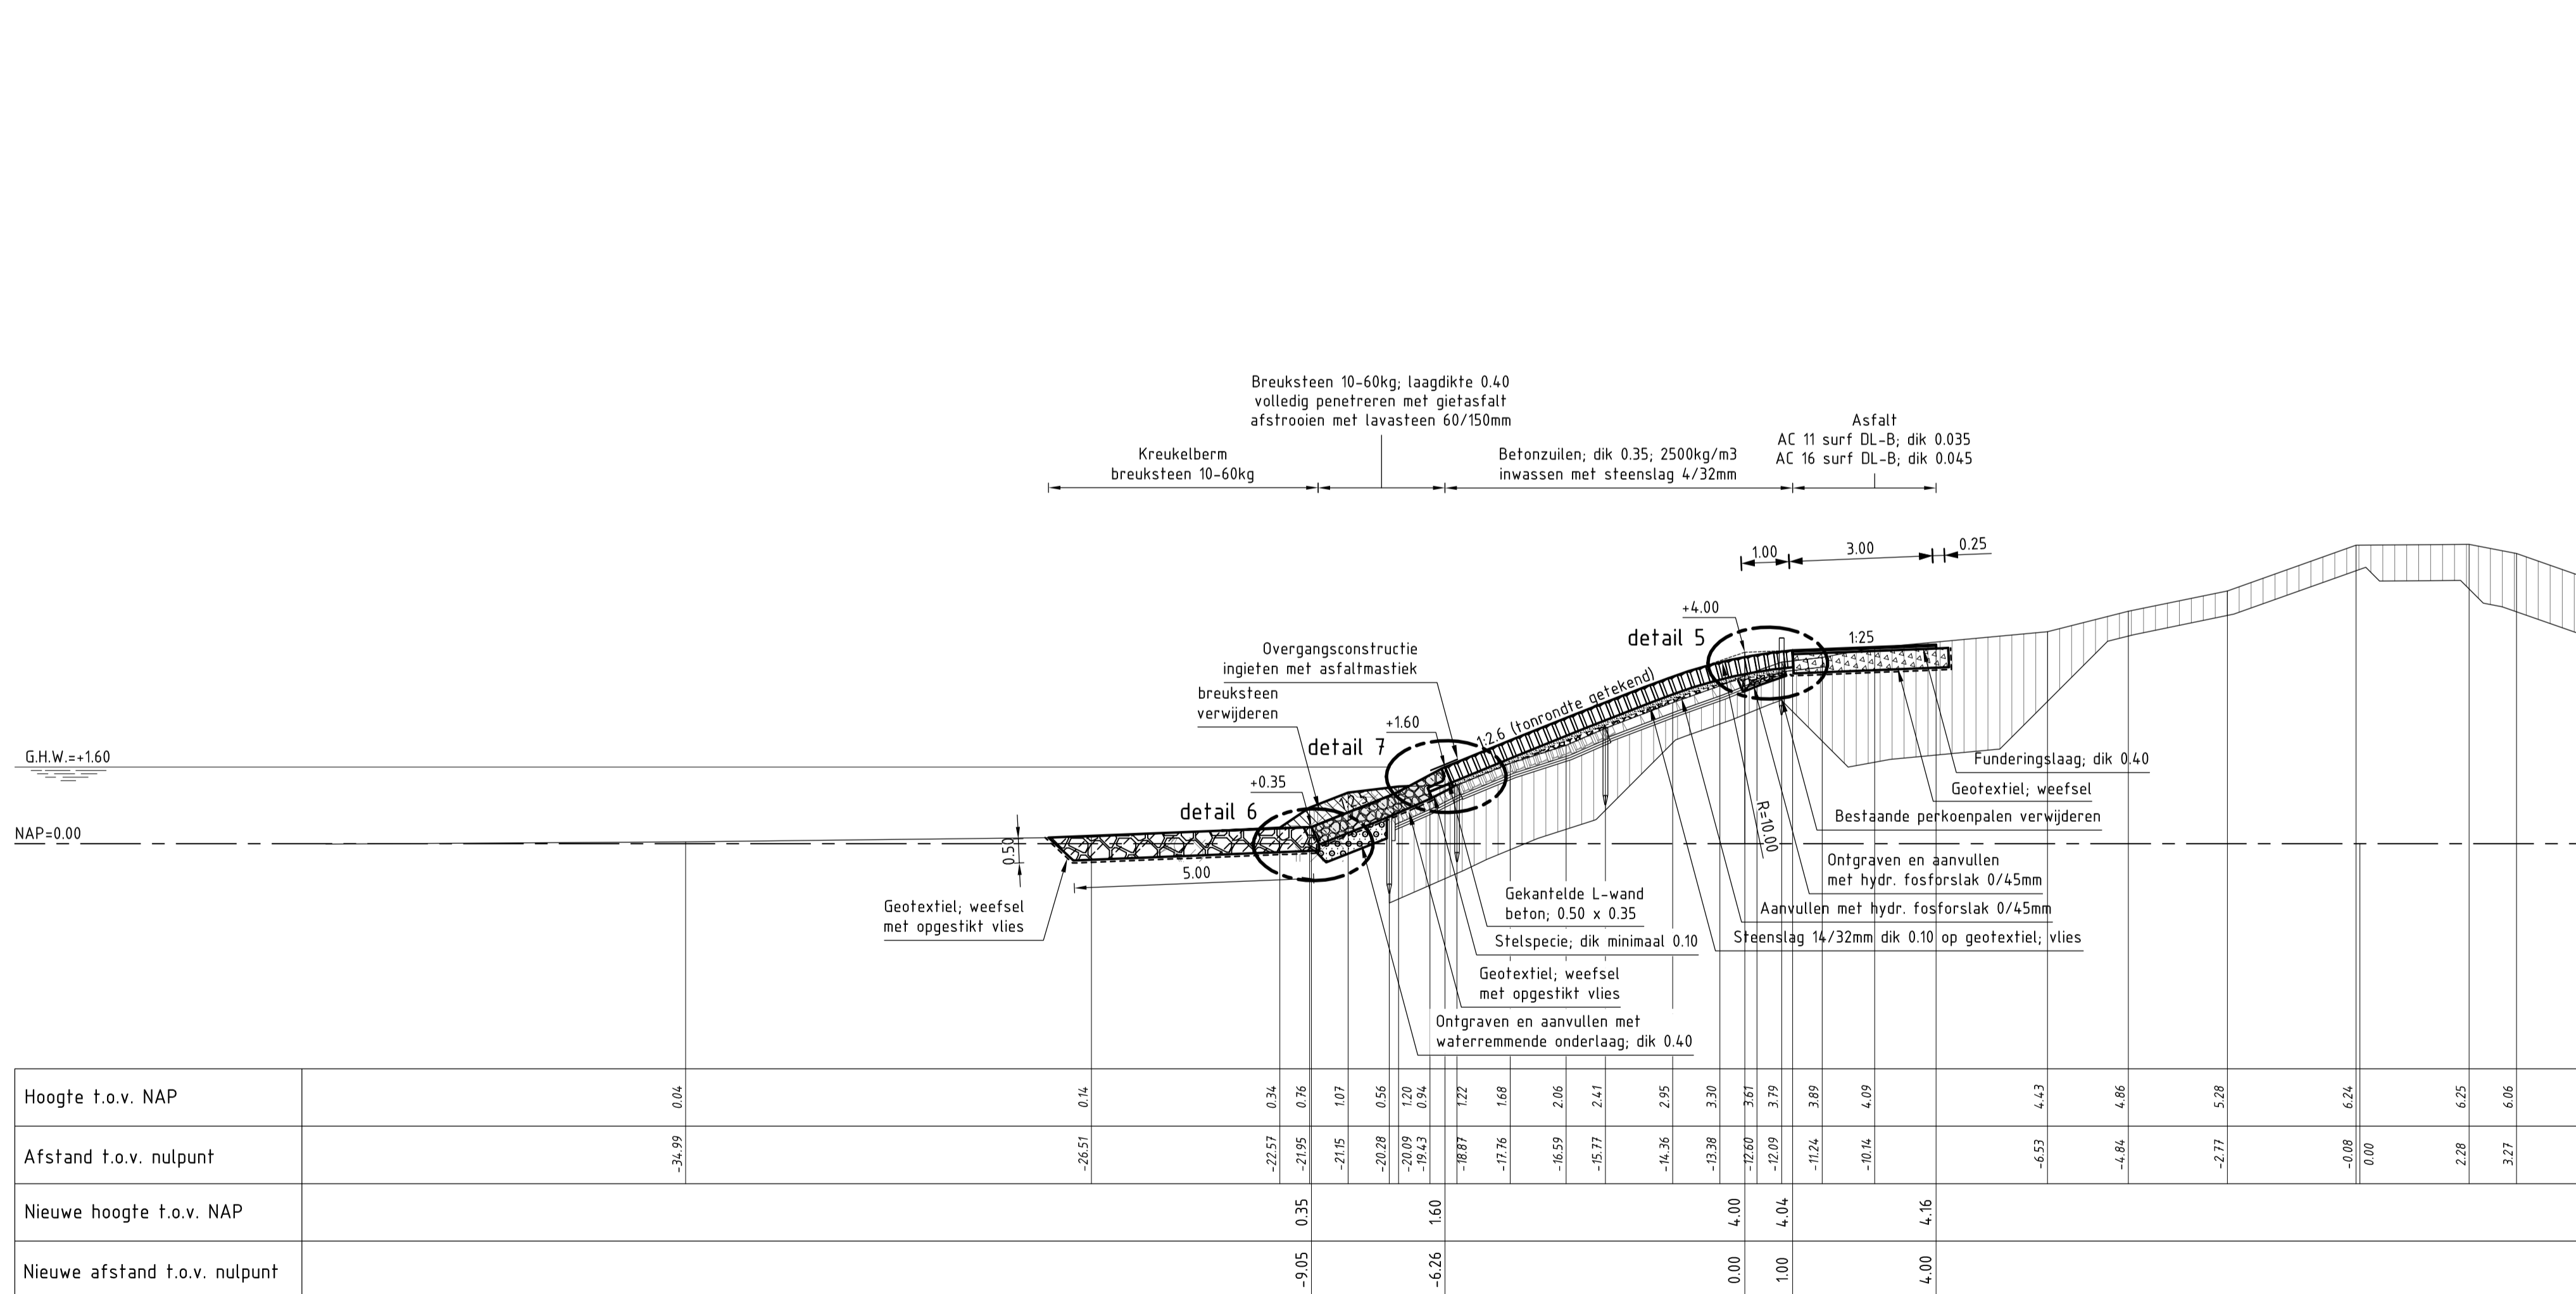 Breuksteen 10-60kg; laagdikte 0.40
volledig penetreren met gietasfalt
afstrooien met lavasteen 60/150mm
Asfalt
AC 11 surf DL-B; dik 0.035
AC 16 surf DL-B; dik 0.045
Kreukelberm
breuksteen 10-60kg
Betonzuilen; dik 0.35; 2500kg/m3
inwassen met steenslag 4/32mm
1.00
3.00
0.25
+4.00
detail 5
1:25
Overgangsconstructie
ingieten met asfaltmastiek
breuksteen
verwijderen
1:2.6 (tonrondte getekend)
+1.60
detail 7
G.H.W.=+1.60
+0.35
detail 6
NAP=0.00
0.50
5.00
R=10.00
Funderingslaag; dik 0.40
Geotextiel; weefsel
Bestaande perkoenpalen verwijderen
Ontgraven en aanvullen
met hydr. fosforslak 0/45mm
Aanvullen met hydr. fosforslak 0/45mm
Steenslag 14/32mm dik 0.10 op geotextiel; vlies
Geotextiel; weefsel
met opgestikt vlies
Gekantelde L-wand
beton; 0.50 x 0.35
Stelspecie; dik minimaal 0.10
Geotextiel; weefsel
met opgestikt vlies
Ontgraven en aanvullen met
waterremmende onderlaag; dik 0.40
Hoogte t.o.v. NAP 0.04 0.14 0.34 0.76 1.07 0.56 1.20 0.94 1.22 1.68 2.06 2.41 2.95 3.30 3.61 3.79 3.89 4.09 4.43 4.86 5.28 6.24 6.25 6.06
Afstand t.o.v. nulpunt -34.99 -26.51 -22.57 -21.95 -21.15 -20.28 -20.09 -19.43 -18.87 -17.76 -16.59 -15.77 -14.36 -13.38 -12.60 -12.09 -11.24 -10.14 -6.53 -4.84 -2.77 -0.08 0.00 2.28 3.27
Nieuwe hoogte t.o.v. NAP 0.35 1.60 4.00 4.04 4.16
Nieuwe afstand t.o.v. nulpunt -9.05 -6.26 0.00 1.00 4.00